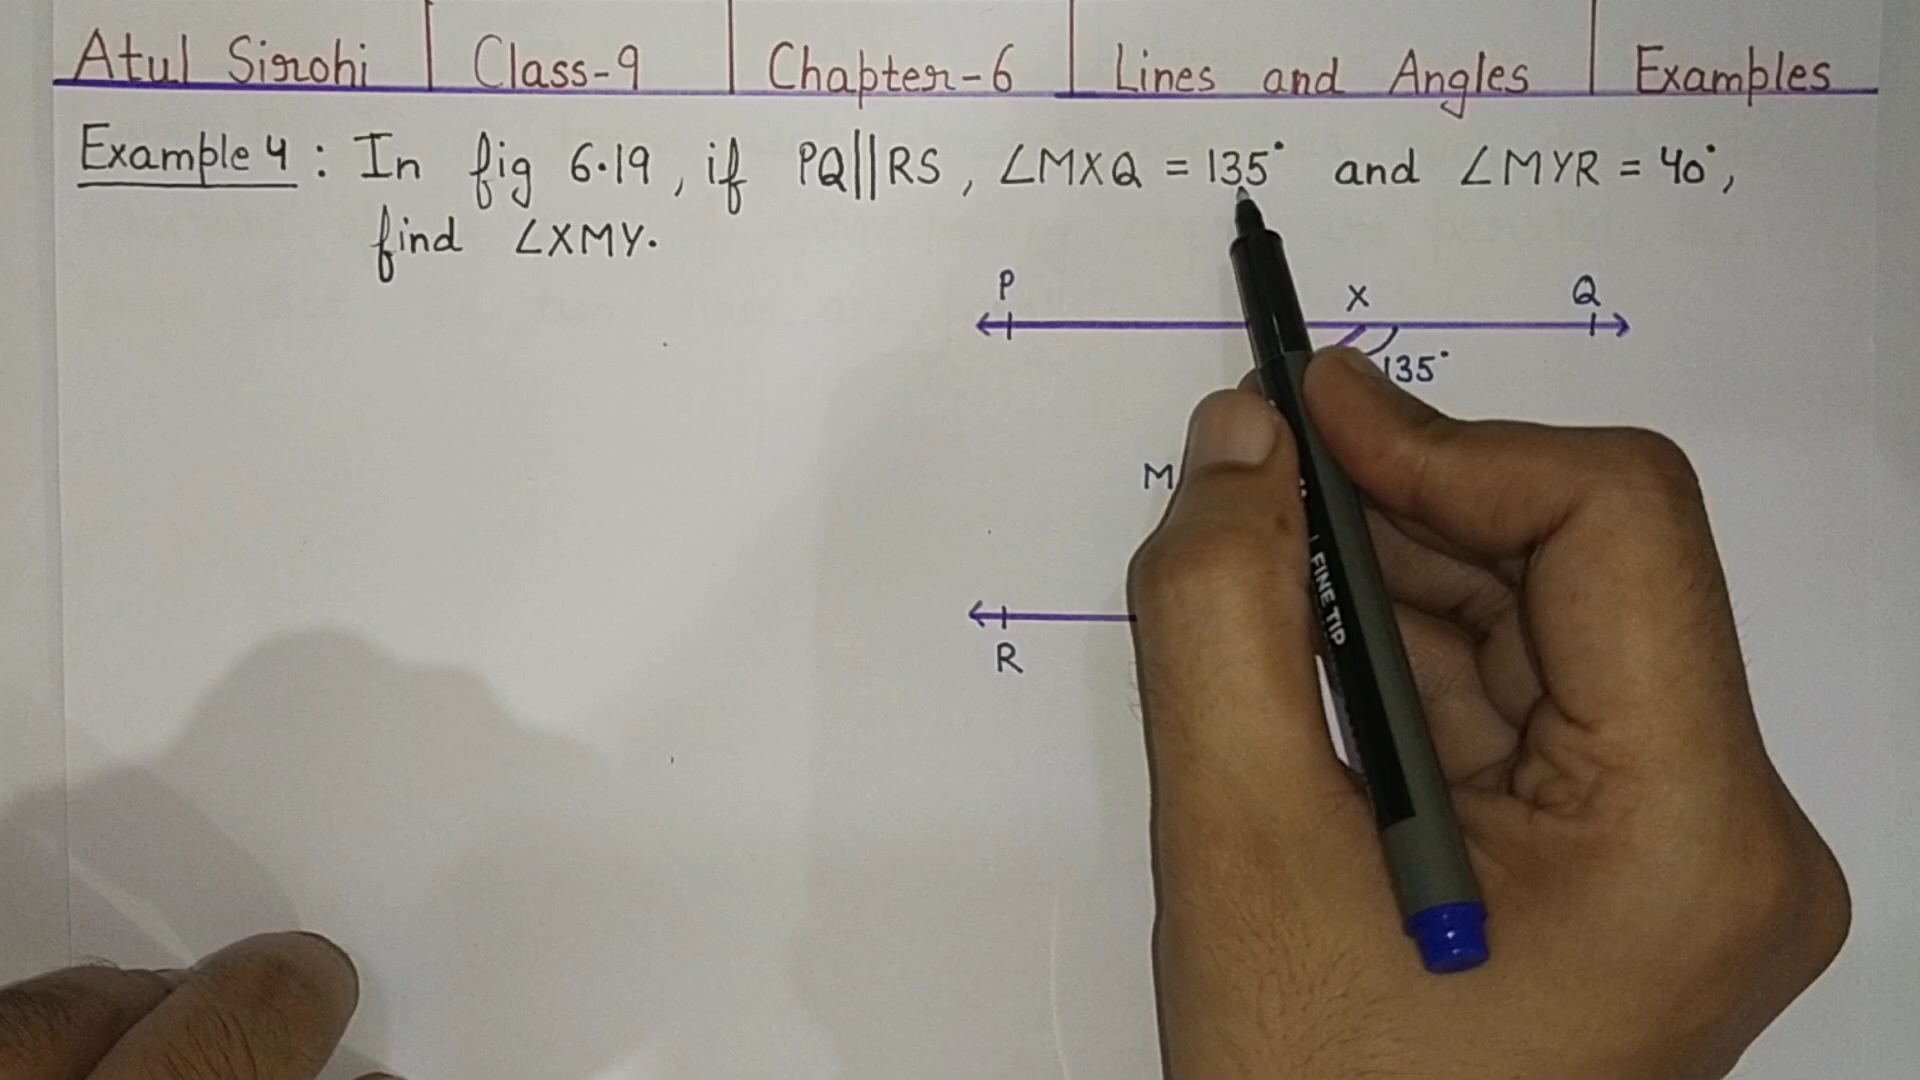 Atul Sirohi Class-9 Chapter-6 Lines and Angles Examples
Example 4 : In fig 6.19, if PQ||RS, ∠MXQ = 135° and ∠MYR = 40°,
find ∠XMY.
P X Q
135°
M
FINE TIP
R